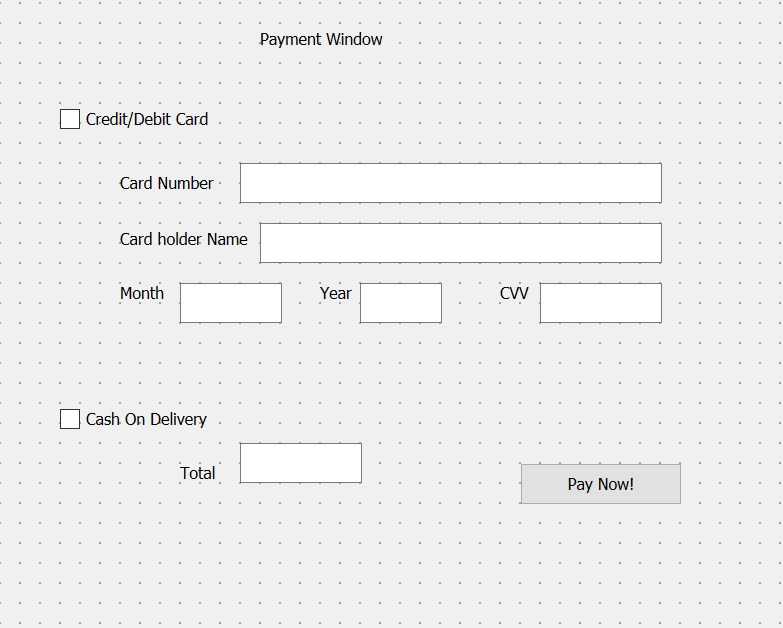 Payment Window
Credit/Debit Card
Card Number
Card holder Name
Month Year CVV
Cash On Delivery
Total
Pay Now!